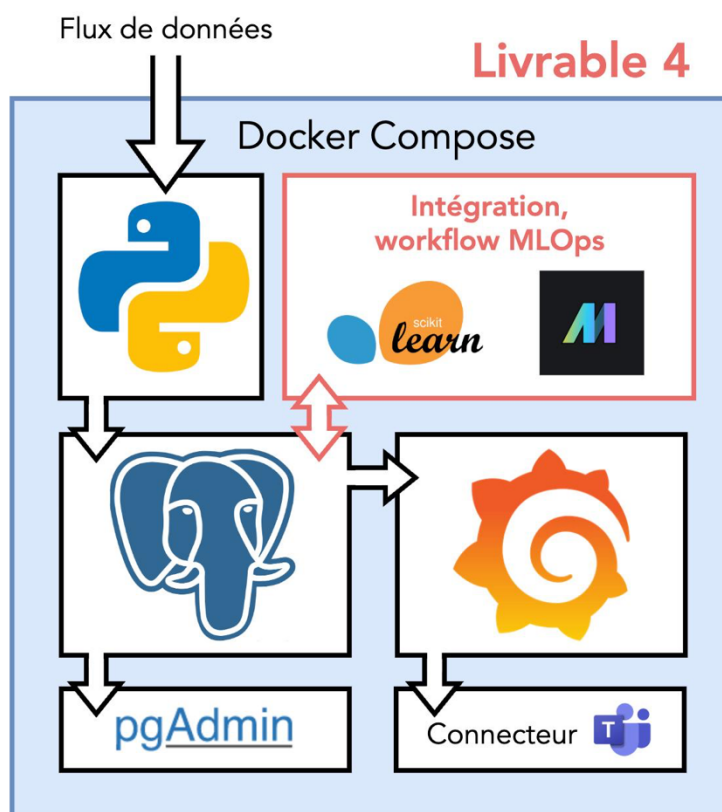 Flux de données
Livrable 4
Docker Compose
Intégration,
workflow MLOps
scikit
learn
pgAdmin
Connecteur
T